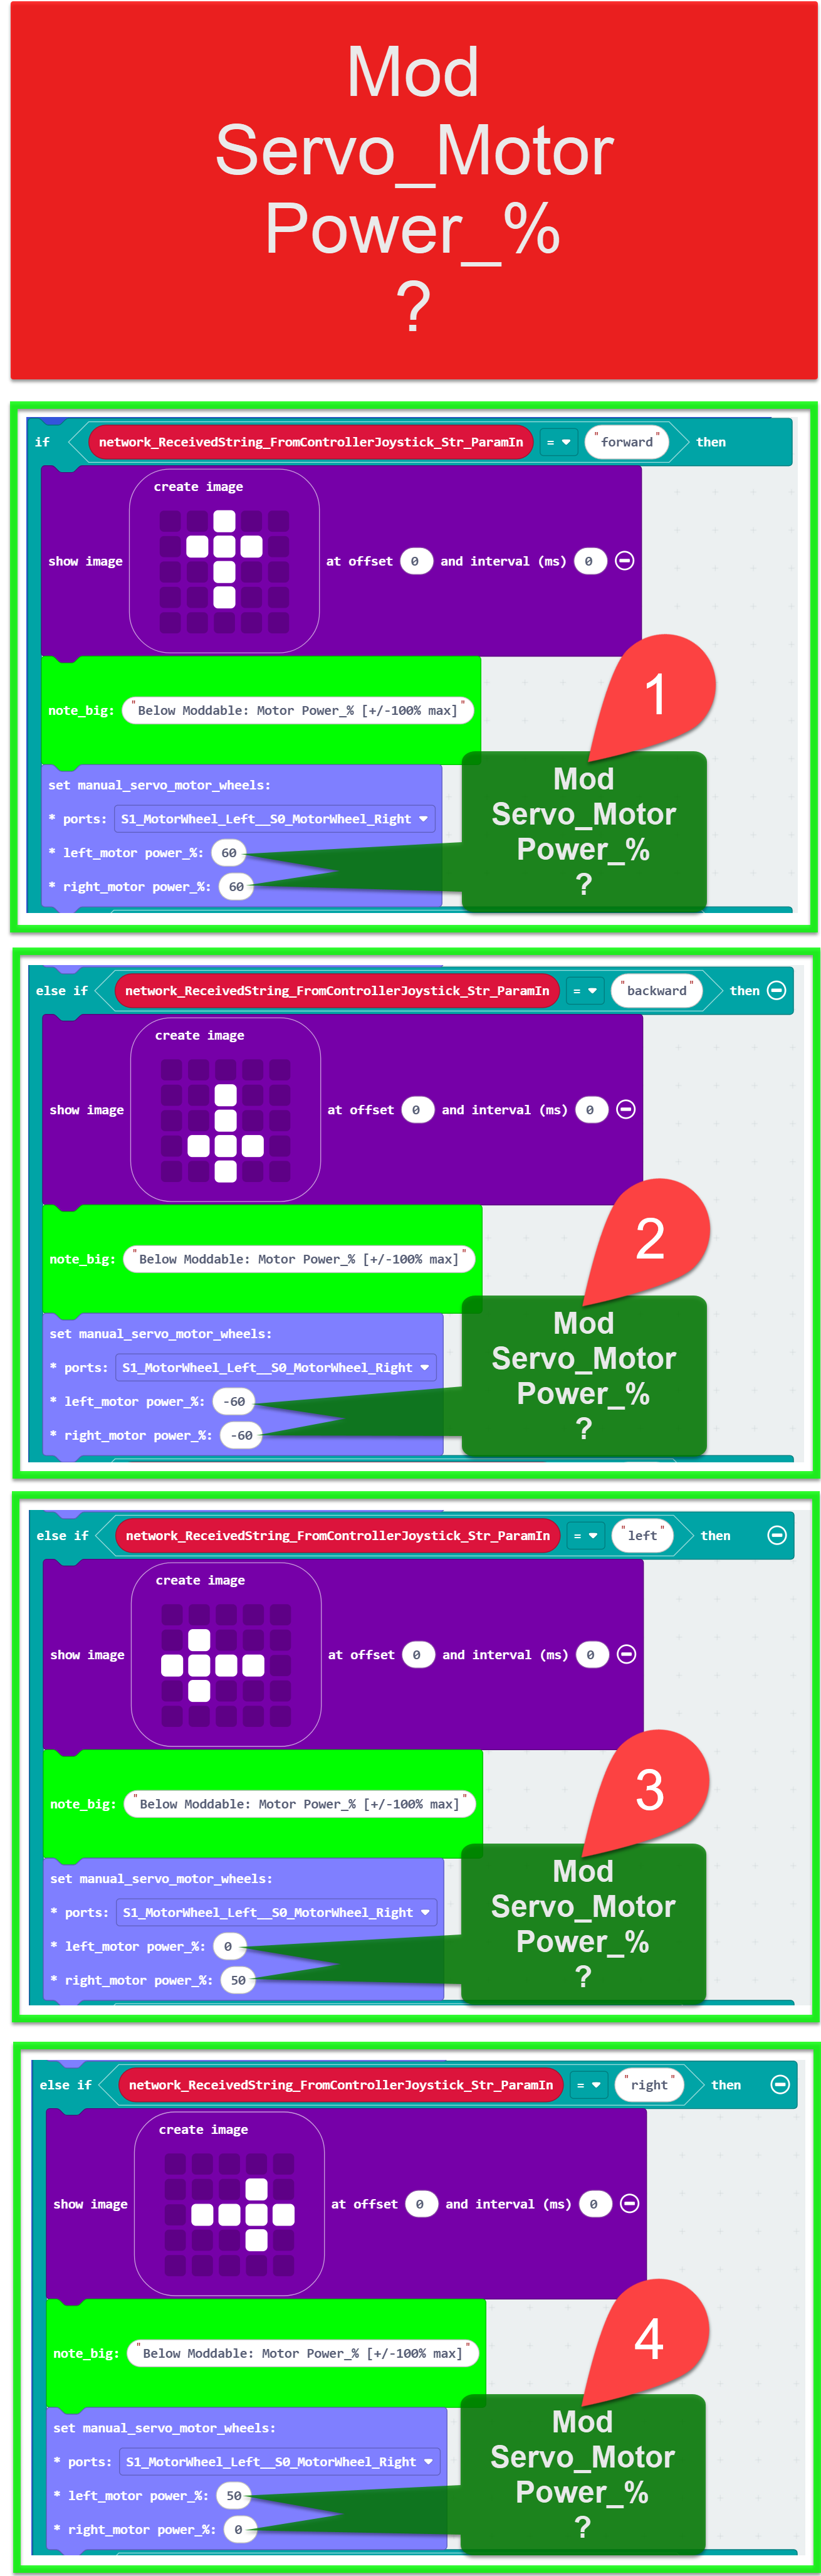 Mod
Servo_Motor
Power_%
?
if network_ReceivedString_FromControllerJoystick_Str_ParamIn = "forward" then
create image
show image at offset 0 and interval (ms) 0
note_big: "Below Moddable: Motor Power_% [+/-100% max]"
1
set manual_servo_motor_wheels:
* ports: S1_MotorWheel_Left__S0_MotorWheel_Right
* left_motor power_%: 60
* right_motor power_%: 60
Mod
Servo_Motor
Power_%
?
else if network_ReceivedString_FromControllerJoystick_Str_ParamIn = "backward" then
create image
show image at offset 0 and interval (ms) 0
note_big: "Below Moddable: Motor Power_% [+/-100% max]"
2
set manual_servo_motor_wheels:
* ports: S1_MotorWheel_Left__S0_MotorWheel_Right
* left_motor power_%: -60
* right_motor power_%: -60
Mod
Servo_Motor
Power_%
?
else if network_ReceivedString_FromControllerJoystick_Str_ParamIn = "left" then
create image
show image at offset 0 and interval (ms) 0
note_big: "Below Moddable: Motor Power_% [+/-100% max]"
3
set manual_servo_motor_wheels:
* ports: S1_MotorWheel_Left__S0_MotorWheel_Right
* left_motor power_%: 0
* right_motor power_%: 50
Mod
Servo_Motor
Power_%
?
else if network_ReceivedString_FromControllerJoystick_Str_ParamIn = "right" then
create image
show image at offset 0 and interval (ms) 0
note_big: "Below Moddable: Motor Power_% [+/-100% max]"
4
set manual_servo_motor_wheels:
* ports: S1_MotorWheel_Left__S0_MotorWheel_Right
* left_motor power_%: 50
* right_motor power_%: 0
Mod
Servo_Motor
Power_%
?